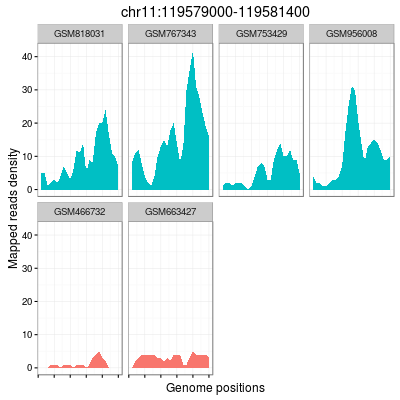 chr11:119579000-119581400
GSM818031 GSM767343 GSM753429 GSM956008
40
30
20
10
0
GSM466732 GSM663427
40
30
20
10
0
Mapped reads density
Genome positions